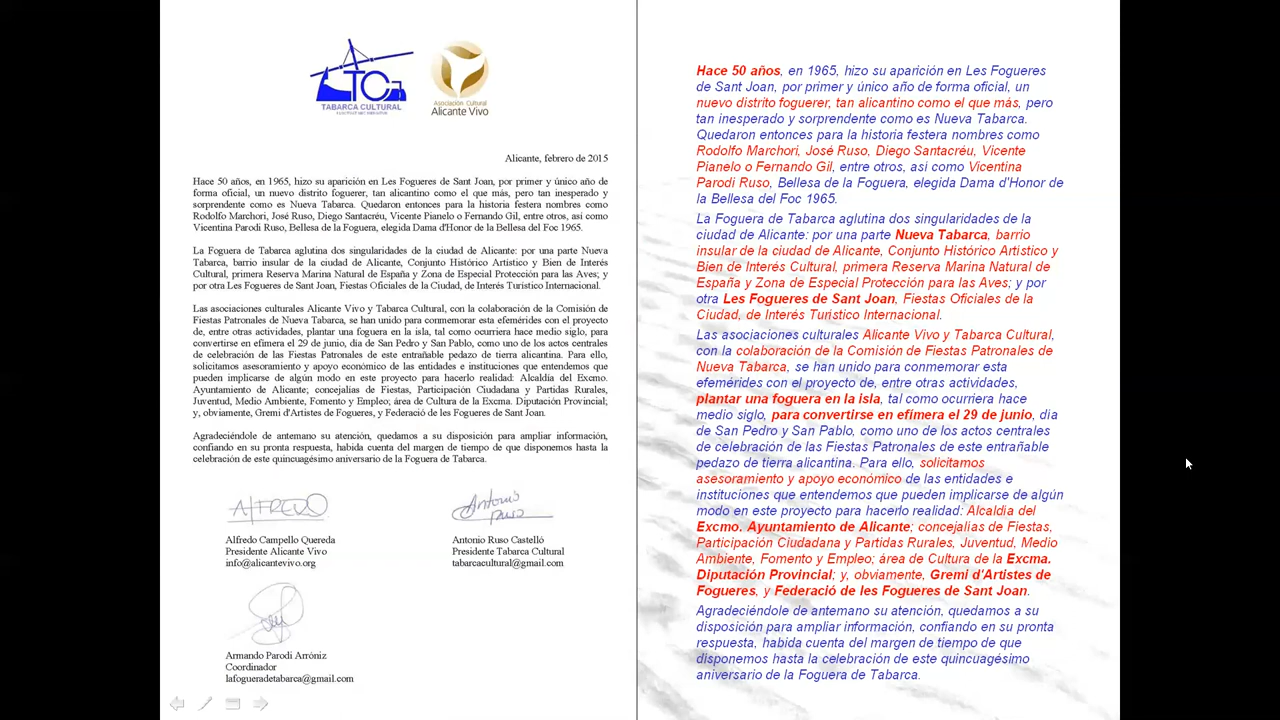 TABARCA CULTURAL
Asociación Cultural
Alicante Vivo
Alicante, febrero de 2015
Hace 50 años, en 1965, hizo su aparición en Les Fogueres de Sant Joan, por primer y único año de
forma oficial, un nuevo distrito foguerer, tan alicantino como el que más, pero tan inesperado y
sorprendente como es Nueva Tabarca. Quedaron entonces para la historia festera nombres como
Rodolfo Marchori, José Ruso, Diego Santacréu, Vicente Pianelo o Fernando Gil, entre otros, así como
Vicentina Parodi Ruso, Bellesa de la Foguera, elegida Dama d'Honor de la Bellesa del Foc 1965.
La Foguera de Tabarca aglutina dos singularidades de la ciudad de Alicante: por una parte Nueva
Tabarca, barrio insular de la ciudad de Alicante, Conjunto Histórico Artístico y Bien de Interés
Cultural, primera Reserva Marina Natural de España y Zona de Especial Protección para las Aves; y
por otra Les Fogueres de Sant Joan, Fiestas Oficiales de la Ciudad, de Interés Turístico Internacional.
Las asociaciones culturales Alicante Vivo y Tabarca Cultural, con la colaboración de la Comisión de
Fiestas Patronales de Nueva Tabarca, se han unido para conmemorar esta efemérides con el proyecto
de, entre otras actividades, plantar una foguera en la isla, tal como ocurriera hace medio siglo, para
convertirse en efímera el 29 de junio, día de San Pedro y San Pablo, como uno de los actos centrales
de celebración de las Fiestas Patronales de este entrañable pedazo de tierra alicantina. Para ello,
solicitamos asesoramiento y apoyo económico de las entidades e instituciones que entendemos que
pueden implicarse de algún modo en este proyecto para hacerlo realidad: Alcaldía del Excmo.
Ayuntamiento de Alicante; concejalías de Fiestas, Participación Ciudadana y Partidas Rurales,
Juventud, Medio Ambiente, Fomento y Empleo; área de Cultura de la Excma. Diputación Provincial;
y, obviamente, Gremi d'Artistes de Fogueres, y Federació de les Fogueres de Sant Joan.
Agradeciéndole de antemano su atención, quedamos a su disposición para ampliar información,
confiando en su pronta respuesta, habida cuenta del margen de tiempo de que disponemos hasta la
celebración de este quincuagésimo aniversario de la Foguera de Tabarca.
ALFREDO
Antonio
Ruso
Alfredo Campello Quereda
Presidente Alicante Vivo
info@alicantevivo.org
Antonio Ruso Castelló
Presidente Tabarca Cultural
tabarcacultural@gmail.com
Armando Parodi Arróniz
Coordinador
lafogueradetabarca@gmail.com
Hace 50 años, en 1965, hizo su aparición en Les Fogueres
de Sant Joan, por primer y único año de forma oficial, un
nuevo distrito foguerer, tan alicantino como el que más, pero
tan inesperado y sorprendente como es Nueva Tabarca.
Quedaron entonces para la historia festera nombres como
Rodolfo Marchori, José Ruso, Diego Santacréu, Vicente
Pianelo o Fernando Gil, entre otros, así como Vicentina
Parodi Ruso, Bellesa de la Foguera, elegida Dama d'Honor de
la Bellesa del Foc 1965.
La Foguera de Tabarca aglutina dos singularidades de la
ciudad de Alicante: por una parte Nueva Tabarca, barrio
insular de la ciudad de Alicante, Conjunto Histórico Artístico y
Bien de Interés Cultural, primera Reserva Marina Natural de
España y Zona de Especial Protección para las Aves; y por
otra Les Fogueres de Sant Joan, Fiestas Oficiales de la
Ciudad, de Interés Turístico Internacional.
Las asociaciones culturales Alicante Vivo y Tabarca Cultural,
con la colaboración de la Comisión de Fiestas Patronales de
Nueva Tabarca, se han unido para conmemorar esta
efemérides con el proyecto de, entre otras actividades,
plantar una foguera en la isla, tal como ocurriera hace
medio siglo, para convertirse en efímera el 29 de junio, día
de San Pedro y San Pablo, como uno de los actos centrales
de celebración de las Fiestas Patronales de este entrañable
pedazo de tierra alicantina. Para ello, solicitamos
asesoramiento y apoyo económico de las entidades e
instituciones que entendemos que pueden implicarse de algún
modo en este proyecto para hacerlo realidad: Alcaldía del
Excmo. Ayuntamiento de Alicante; concejalías de Fiestas,
Participación Ciudadana y Partidas Rurales, Juventud, Medio
Ambiente, Fomento y Empleo; área de Cultura de la Excma.
Diputación Provincial; y, obviamente, Gremi d'Artistes de
Fogueres, y Federació de les Fogueres de Sant Joan.
Agradeciéndole de antemano su atención, quedamos a su
disposición para ampliar información, confiando en su pronta
respuesta, habida cuenta del margen de tiempo de que
disponemos hasta la celebración de este quincuagésimo
aniversario de la Foguera de Tabarca.